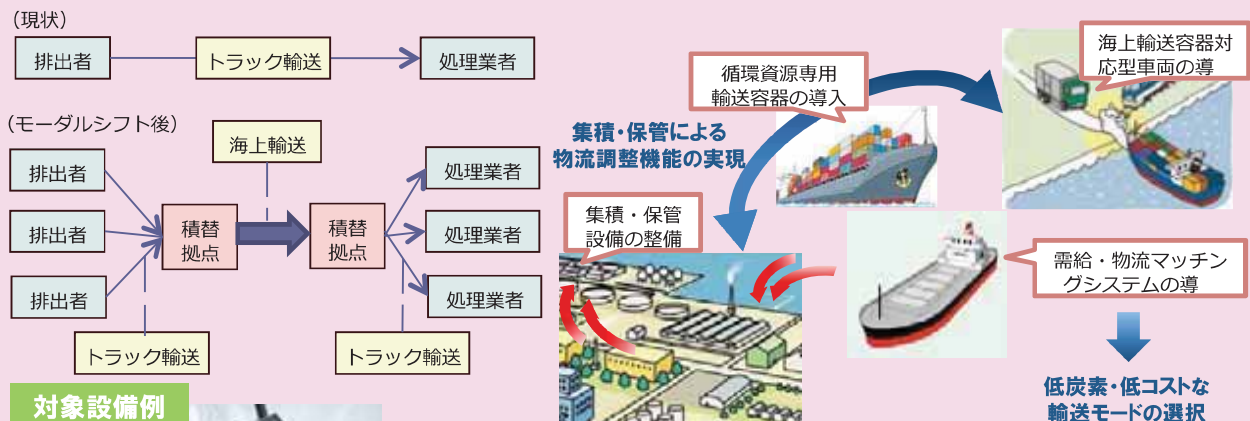 （現状）
排出者
トラック輸送
処理業者
（モーダルシフト後）
海上輸送
排出者
排出者
排出者
積替
拠点
積替
拠点
処理業者
処理業者
処理業者
トラック輸送
トラック輸送
対象設備例
循環資源専用
輸送容器の導入
海上輸送容器対
応型車両の導
集積・保管による
物流調整機能の実現
集積・保管
設備の整備
需給・物流マッチン
グシステムの導
低炭素・低コストな
輸送モードの選択